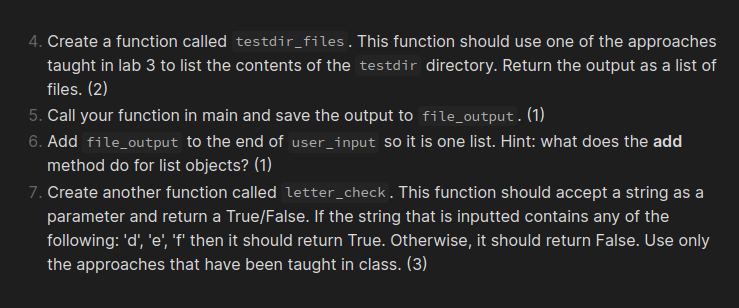 4. Create a function called testdir_files. This function should use one of the approaches
taught in lab 3 to list the contents of the testdir directory. Return the output as a list of
files. (2)
5. Call your function in main and save the output to file_output. (1)
6. Add file_output to the end of user_input so it is one list. Hint: what does the add
method do for list objects? (1)
7. Create another function called letter_check. This function should accept a string as a
parameter and return a True/False. If the string that is inputted contains any of the
following: 'd', 'e', 'f' then it should return True. Otherwise, it should return False. Use only
the approaches that have been taught in class. (3)